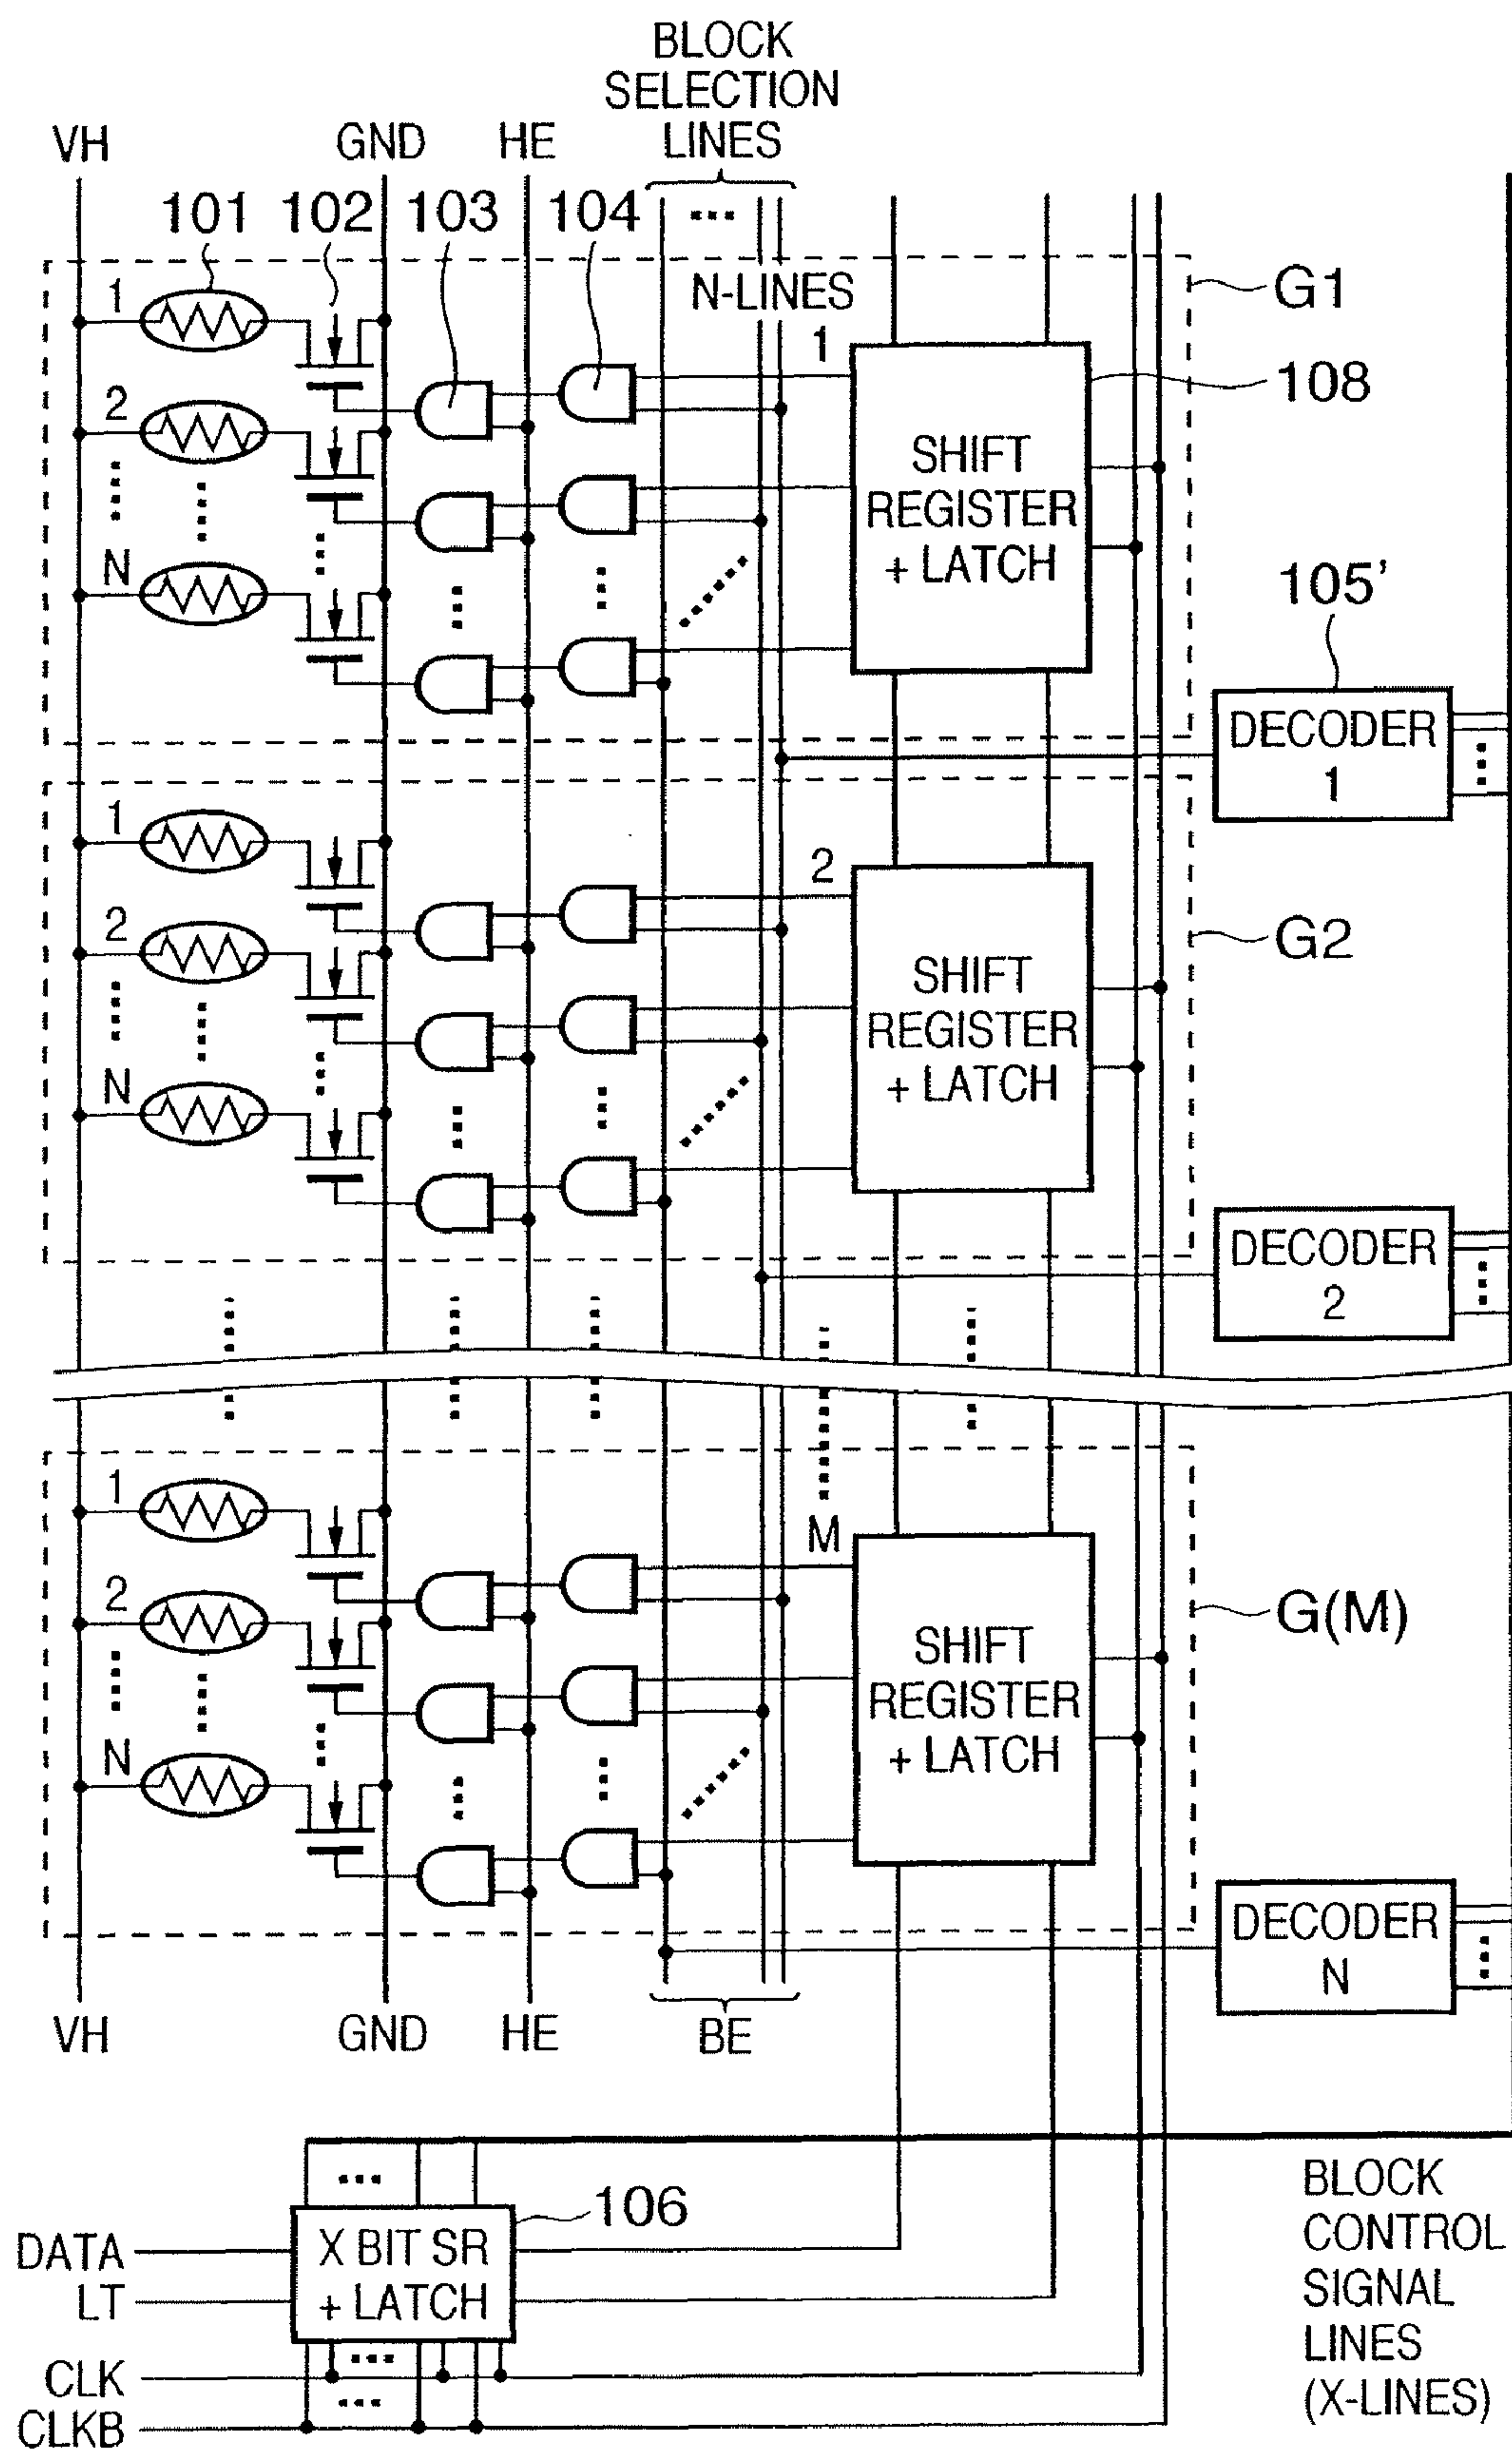 BLOCK
SELECTION
LINES
VH
GND
HE
101
102
103
104
N-LINES
G1
1
1
108
2
SHIFT
REGISTER
+ LATCH
N
105'
DECODER
1
1
2
2
G2
SHIFT
REGISTER
+ LATCH
N
DECODER
2
1
M
2
G(M)
SHIFT
REGISTER
+ LATCH
N
DECODER
N
VH
GND
HE
BE
106
DATA
X BIT SR
LT
+ LATCH
CLK
CLKB
BLOCK
CONTROL
SIGNAL
LINES
(X-LINES)